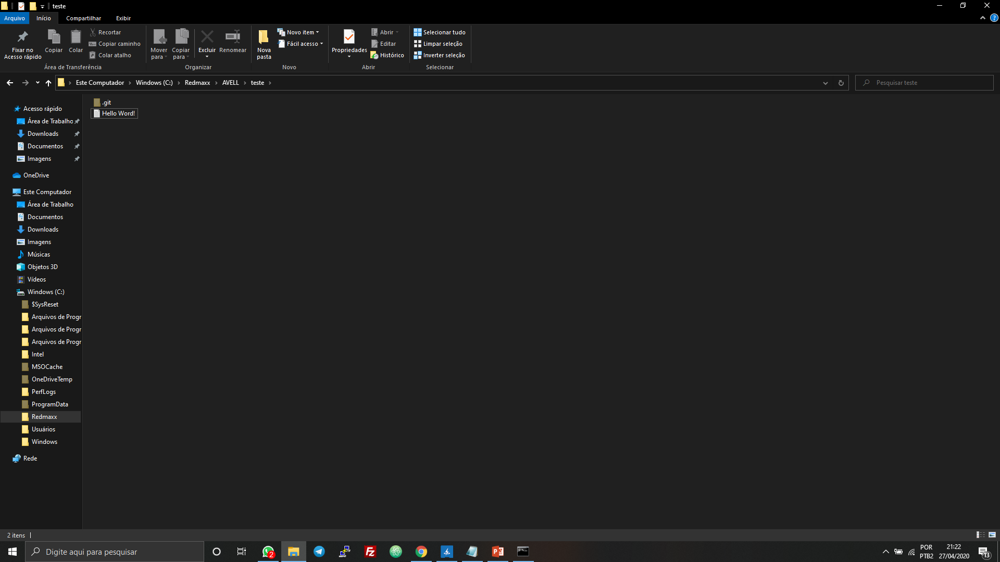 teste
Arquivo Início Compartilhar Exibir
Fixar no Acesso rápido
Copiar
Colar
Recortar
Copiar caminho
Colar atalho
Área de Transferência
Mover para
Copiar para
Excluir
Renomear
Organizar
Nova pasta
Novo item
Fácil acesso
Novo
Propriedades
Abrir
Editar
Histórico
Abrir
Selecionar tudo
Limpar seleção
Inverter seleção
Selecionar
Este Computador > Windows (C:) > Redmaxx > AVELL > teste >
Pesquisar teste
Acesso rápido
Área de Trabalho
Downloads
Documentos
Imagens
OneDrive
Este Computador
Área de Trabalho
Documentos
Downloads
Imagens
Músicas
Objetos 3D
Vídeos
Windows (C:)
$SysReset
Arquivos de Progr
Arquivos de Progr
Arquivos de Progr
Intel
MSOCache
OneDriveTemp
PerfLogs
ProgramData
Redmaxx
Usuários
Windows
Rede
.git
Hello Word!
2 itens
Digite aqui para pesquisar
2
POR
PTB2
21:22
27/04/2020
13